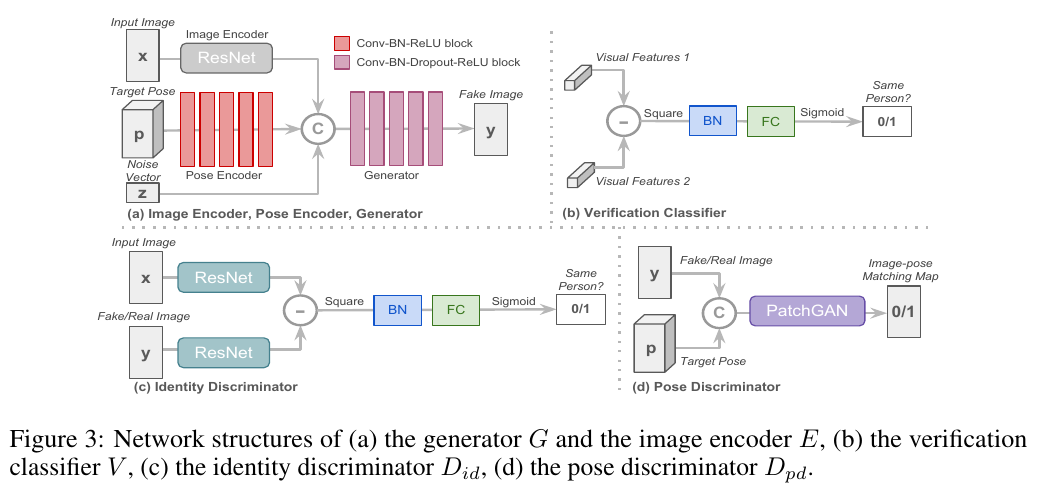 Input Image
x
Image Encoder
ResNet
Conv-BN-ReLU block
Conv-BN-Dropout-ReLU block
Target Pose
p
Pose Encoder
C
Generator
Fake Image
y
Noise
Vector
z
(a) Image Encoder, Pose Encoder, Generator
Visual Features 1
-
Square
BN
FC
Sigmoid
Same
Person?
0/1
Visual Features 2
(b) Verification Classifier
Input Image
x
ResNet
Fake/Real Image
y
ResNet
-
Square
BN
FC
Sigmoid
Same
Person?
0/1
(c) Identity Discriminator
y
Fake/Real Image
C
p
Target Pose
PatchGAN
Image-pose
Matching Map
0/1
(d) Pose Discriminator
Figure 3: Network structures of (a) the generator G and the image encoder E, (b) the verification
classifier V, (c) the identity discriminator D_id, (d) the pose discriminator D_pd.